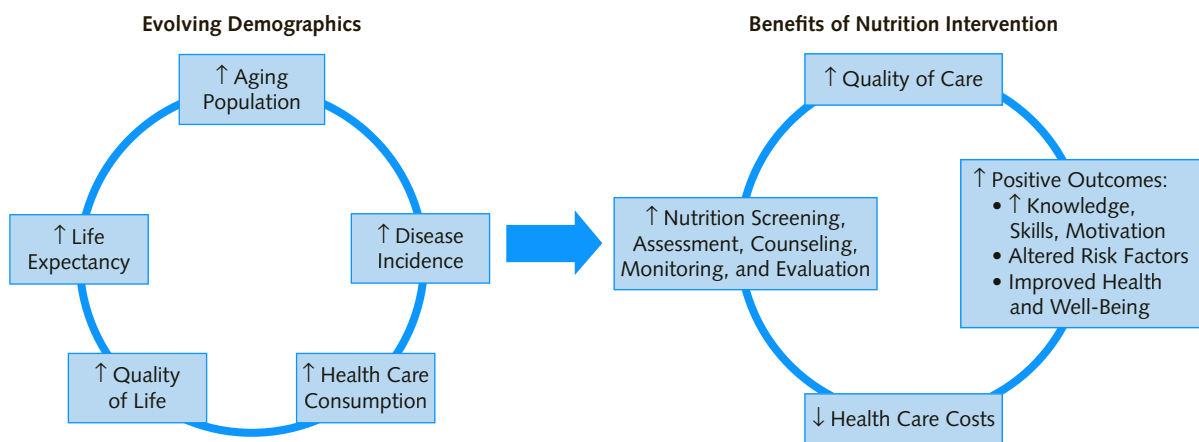 Evolving Demographics
↑ Aging
Population
↑ Disease
Incidence
↑ Health Care
Consumption
↑ Quality
of Life
↑ Life
Expectancy
Benefits of Nutrition Intervention
↑ Quality of Care
↑ Positive Outcomes:
• ↑ Knowledge,
Skills, Motivation
• Altered Risk Factors
• Improved Health
and Well-Being
↓ Health Care Costs
↑ Nutrition Screening,
Assessment, Counseling,
Monitoring, and Evaluation